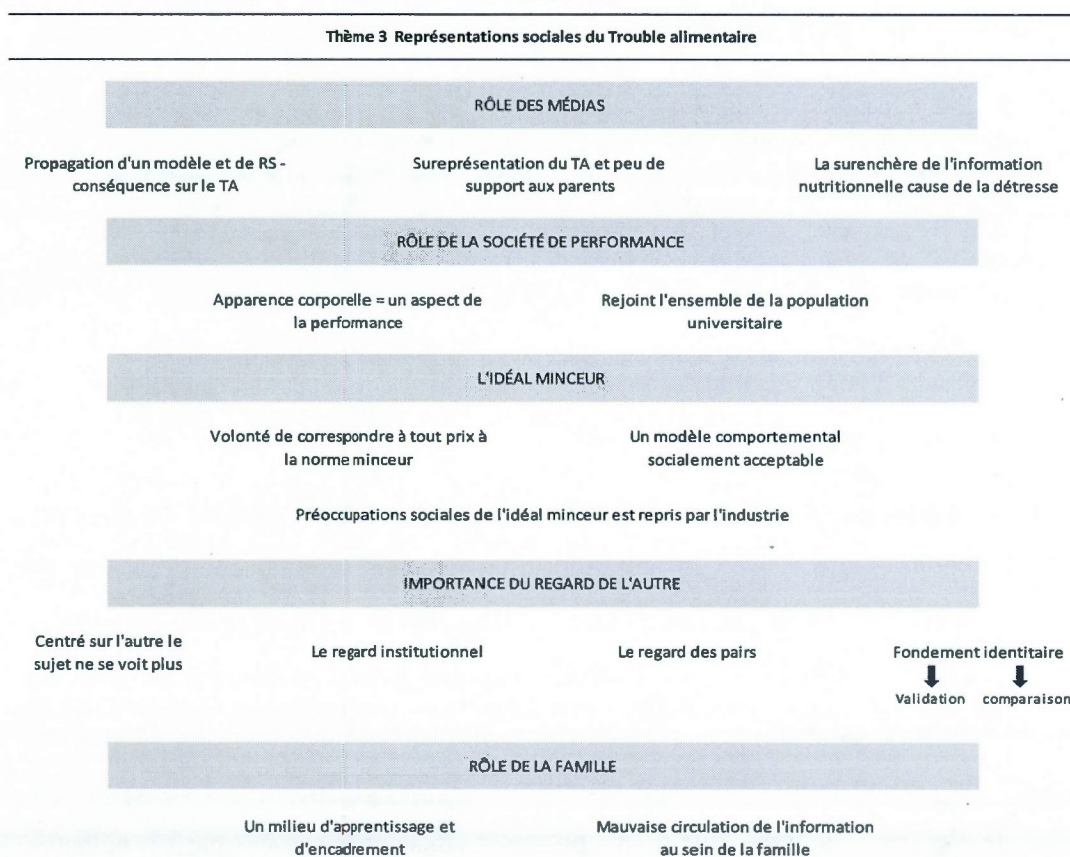 Thème 3 Représentations sociales du Trouble alimentaire
RÔLE DES MÉDIAS
Propagation d'un modèle et de RS -
conséquence sur le TA
Sureprésentation du TA et peu de
support aux parents
La surenchère de l'information
nutritionnelle cause de la détresse
RÔLE DE LA SOCIÉTÉ DE PERFORMANCE
Apparence corporelle = un aspect de
la performance
Rejoint l'ensemble de la population
universitaire
L'IDÉAL MINCEUR
Volonté de correspondre à tout prix à
la norme minceur
Un modèle comportemental
socialement acceptable
Préoccupations sociales de l'idéal minceur est repris par l'industrie
IMPORTANCE DU REGARD DE L'AUTRE
Centré sur l'autre le
sujet ne se voit plus
Le regard institutionnel
Le regard des pairs
Fondement identitaire
Validation comparaison
RÔLE DE LA FAMILLE
Un milieu d'apprentissage et
d'encadrement
Mauvaise circulation de l'information
au sein de la famille